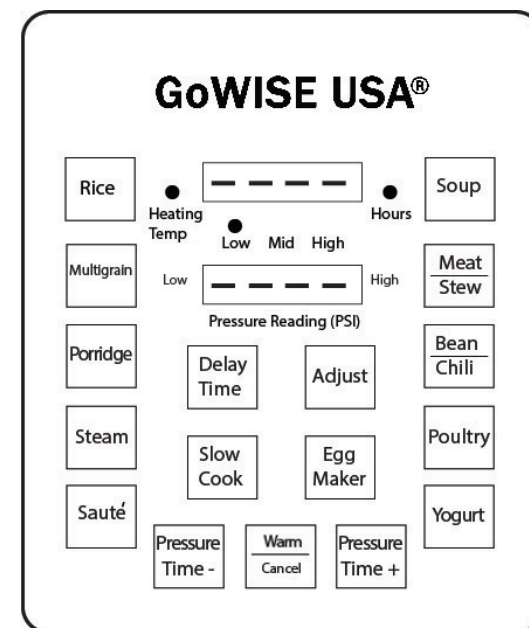 GoWISE USA®
Rice
Soup
Heating
Temp
Hours
Low Mid High
Multigrain
Low
High
Meat
Stew
Pressure Reading (PSI)
Porridge
Delay
Time
Adjust
Bean
Chili
Steam
Slow
Cook
Egg
Maker
Poultry
Sauté
Yogurt
Pressure
Time -
Warm
Cancel
Pressure
Time +